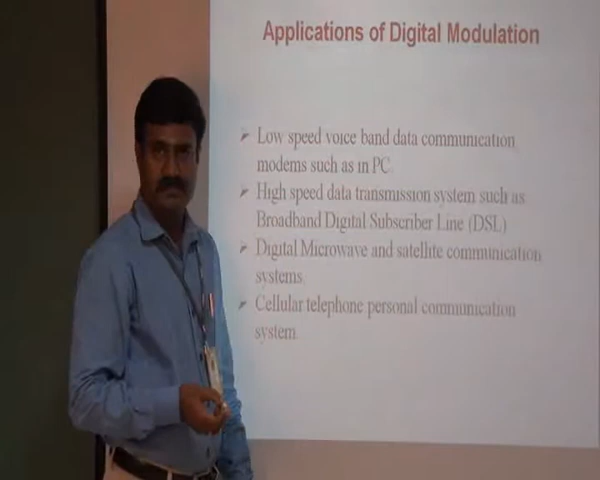 Applications of Digital Modulation
Low speed voice band data communication
modems such as in PC.
High speed data transmission system such as
Broadband Digital Subscriber Line (DSL)
Digital Microwave and satellite communication
systems.
Cellular telephone personal communication
system.